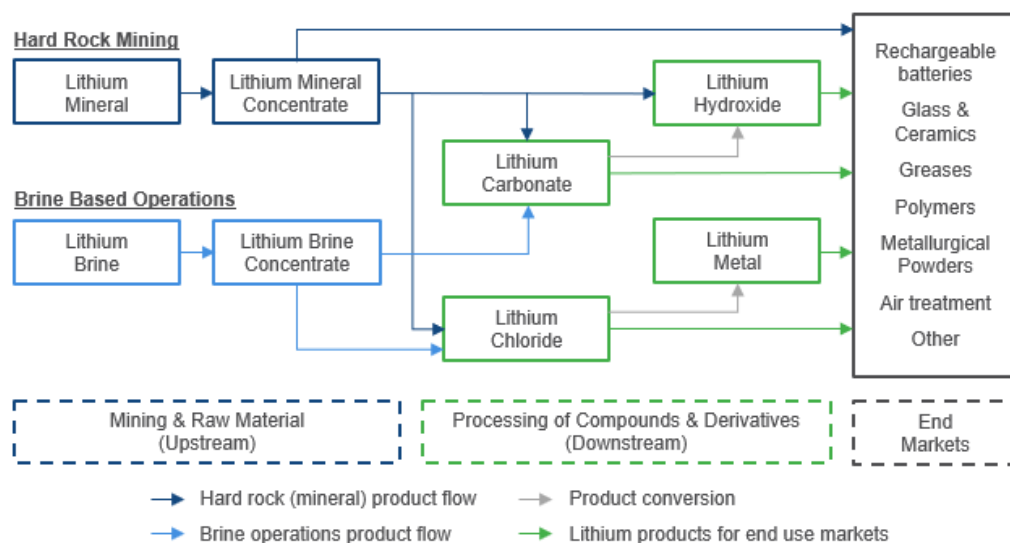 Hard Rock Mining
Lithium
Mineral
Lithium Mineral
Concentrate
Lithium
Hydroxide
Lithium
Carbonate
Brine Based Operations
Lithium
Brine
Lithium Brine
Concentrate
Lithium
Metal
Lithium
Chloride
Rechargeable
batteries
Glass &
Ceramics
Greases
Polymers
Metallurgical
Powders
Air treatment
Other
Mining & Raw Material
(Upstream)
Processing of Compounds & Derivatives
(Downstream)
End
Markets
Hard rock (mineral) product flow
Product conversion
Brine operations product flow
Lithium products for end use markets